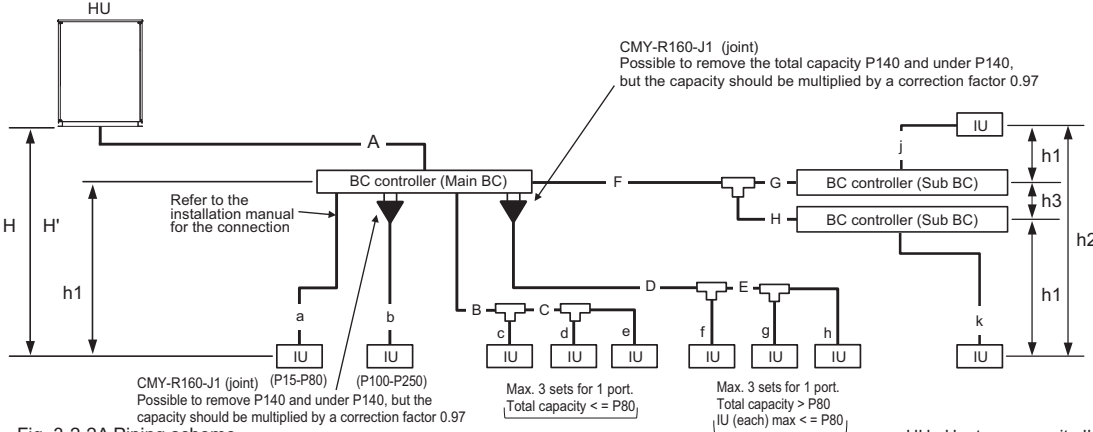 HU
CMY-R160-J1 (joint)
Possible to remove the total capacity P140 and under P140,
but the capacity should be multiplied by a correction factor 0.97
IU
j
h1
A
BC controller (Main BC)
F
G
BC controller (Sub BC)
h3
Refer to the
installation manual
for the connection
H
BC controller (Sub BC)
H
H'
h2
h1
h1
D
E
B
C
a
b
c
d
e
f
g
h
k
IU
IU
IU
IU
IU
IU
IU
IU
IU
CMY-R160-J1 (joint)
(P15-P80)
(P100-P250)
Possible to remove P140 and under P140, but the
capacity should be multiplied by a correction factor 0.97
Max. 3 sets for 1 port.
Total capacity < = P80
Max. 3 sets for 1 port.
Total capacity > P80
IU (each) max < = P80